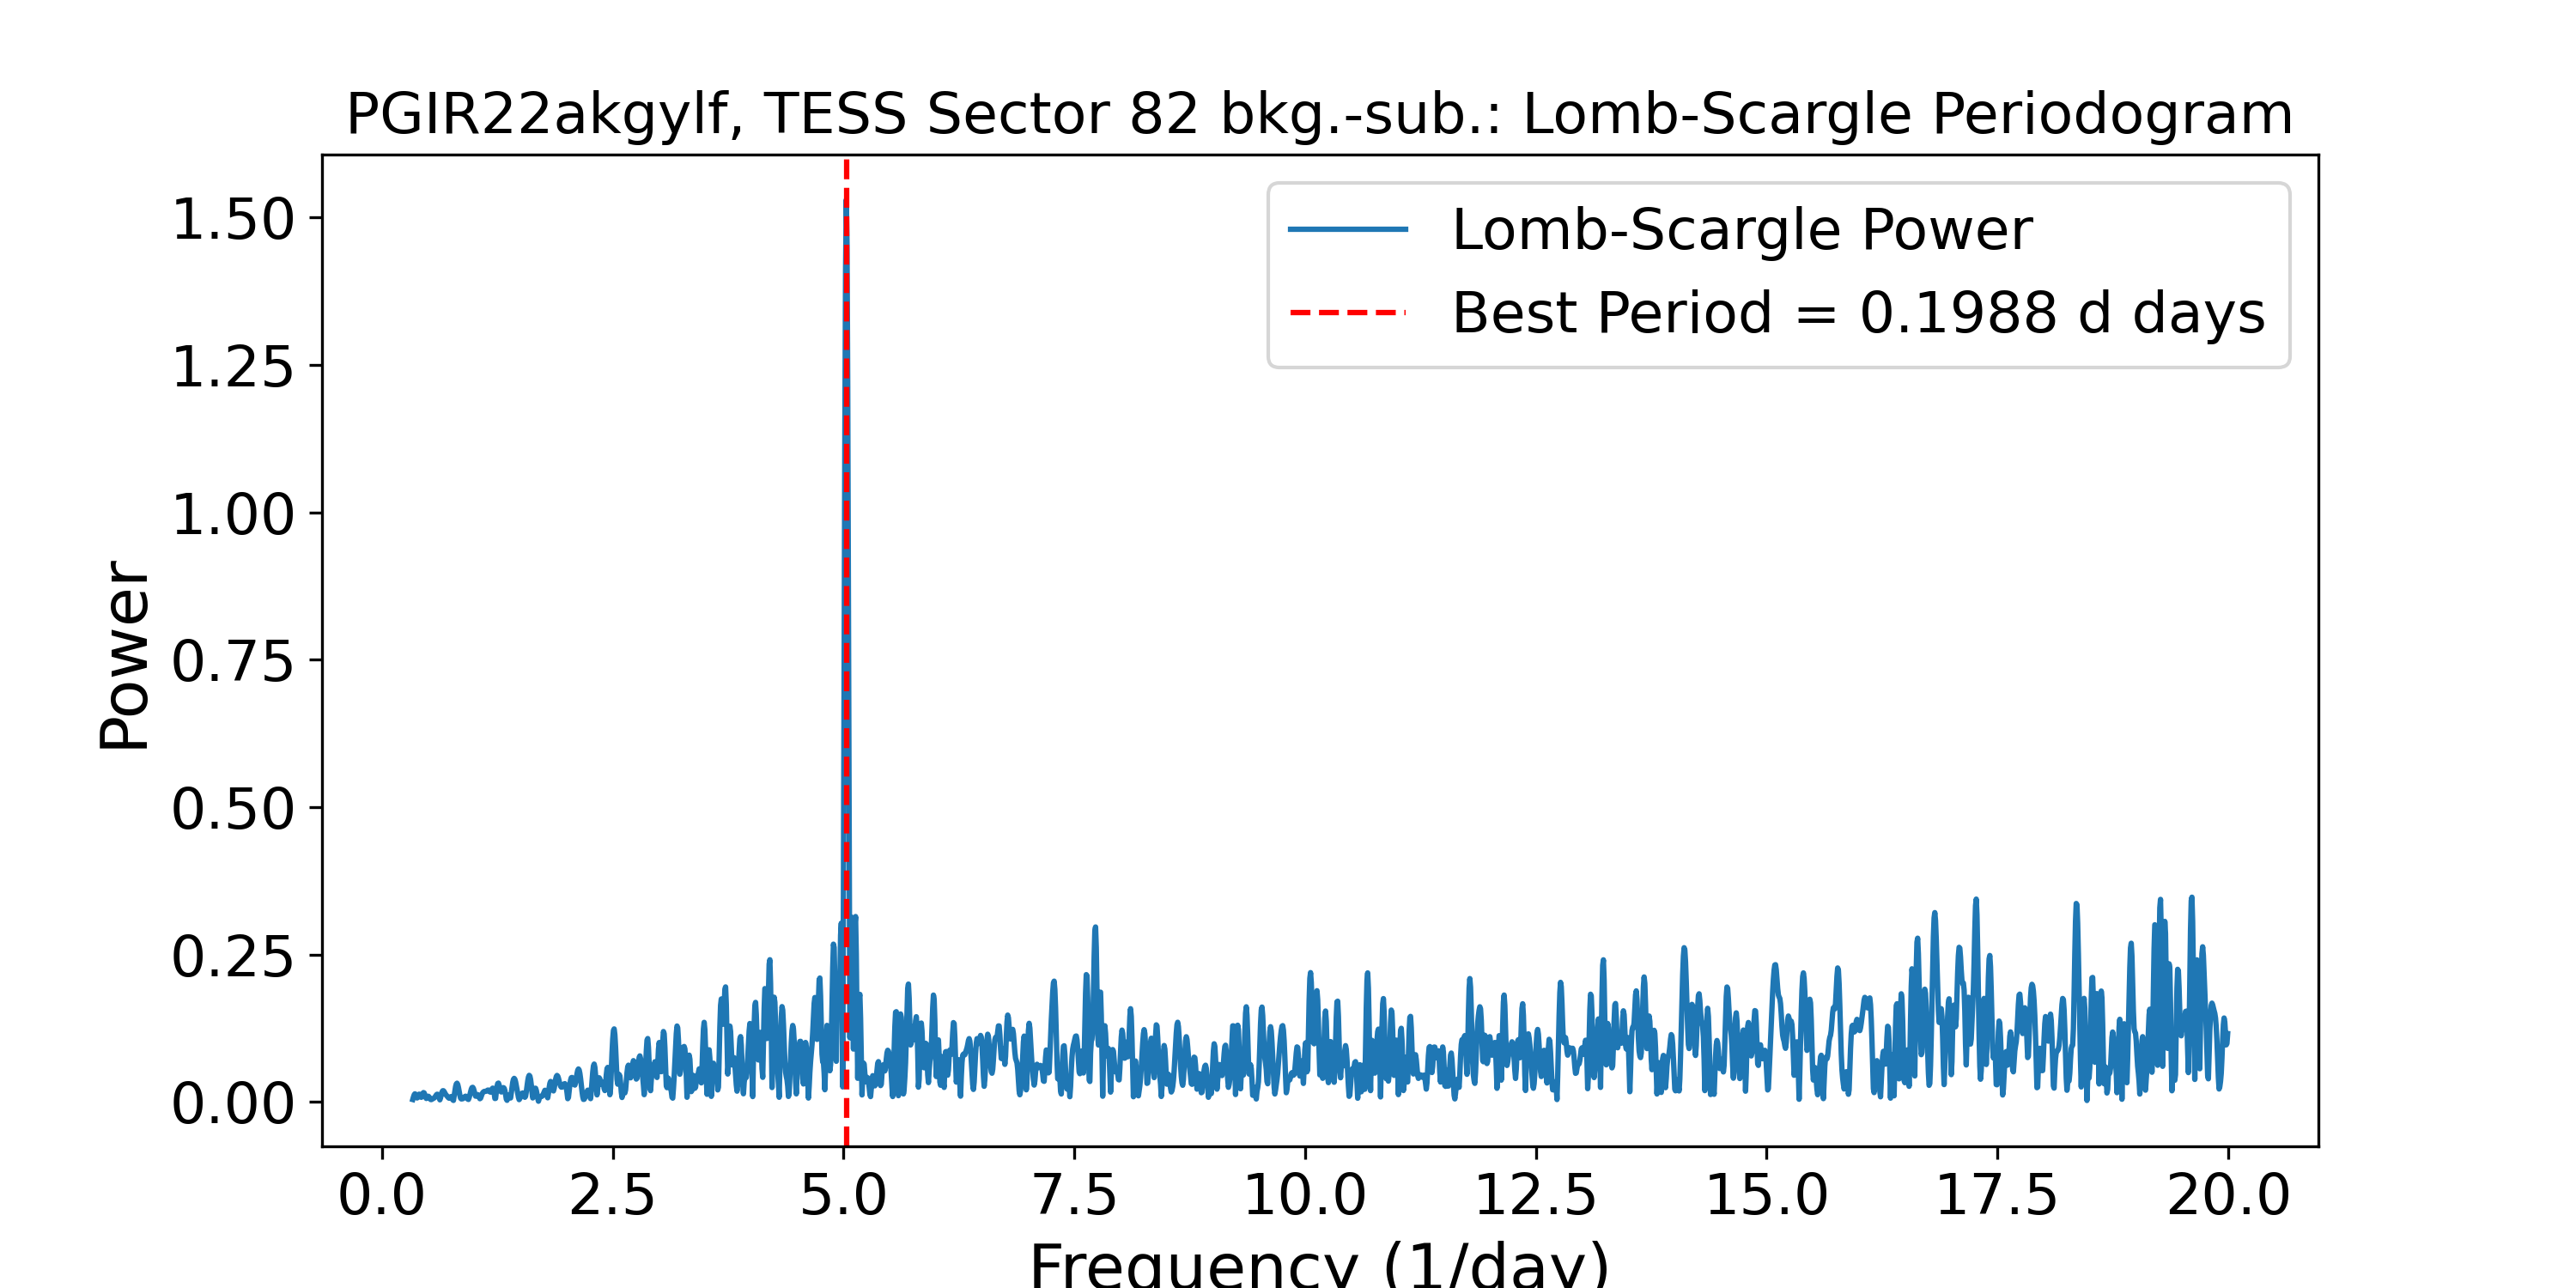 PGIR22akgylf, TESS Sector 82 bkg.-sub.: Lomb-Scargle Periodogram
Lomb-Scargle Power
Best Period = 0.1988 d days
Power
1.50
1.25
1.00
0.75
0.50
0.25
0.00
0.0 2.5 5.0 7.5 10.0 12.5 15.0 17.5 20.0
Frequency (1/day)